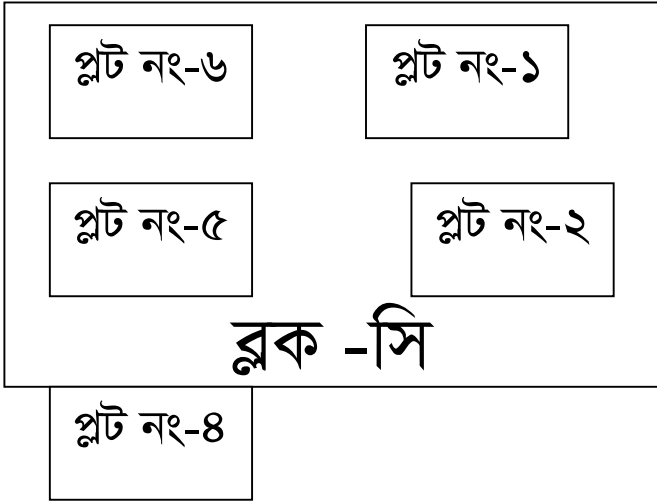 প্লট নং-৬
প্লট নং-১
প্লট নং-৫
প্লট নং-২
ব্লক -সি
প্লট নং-৪